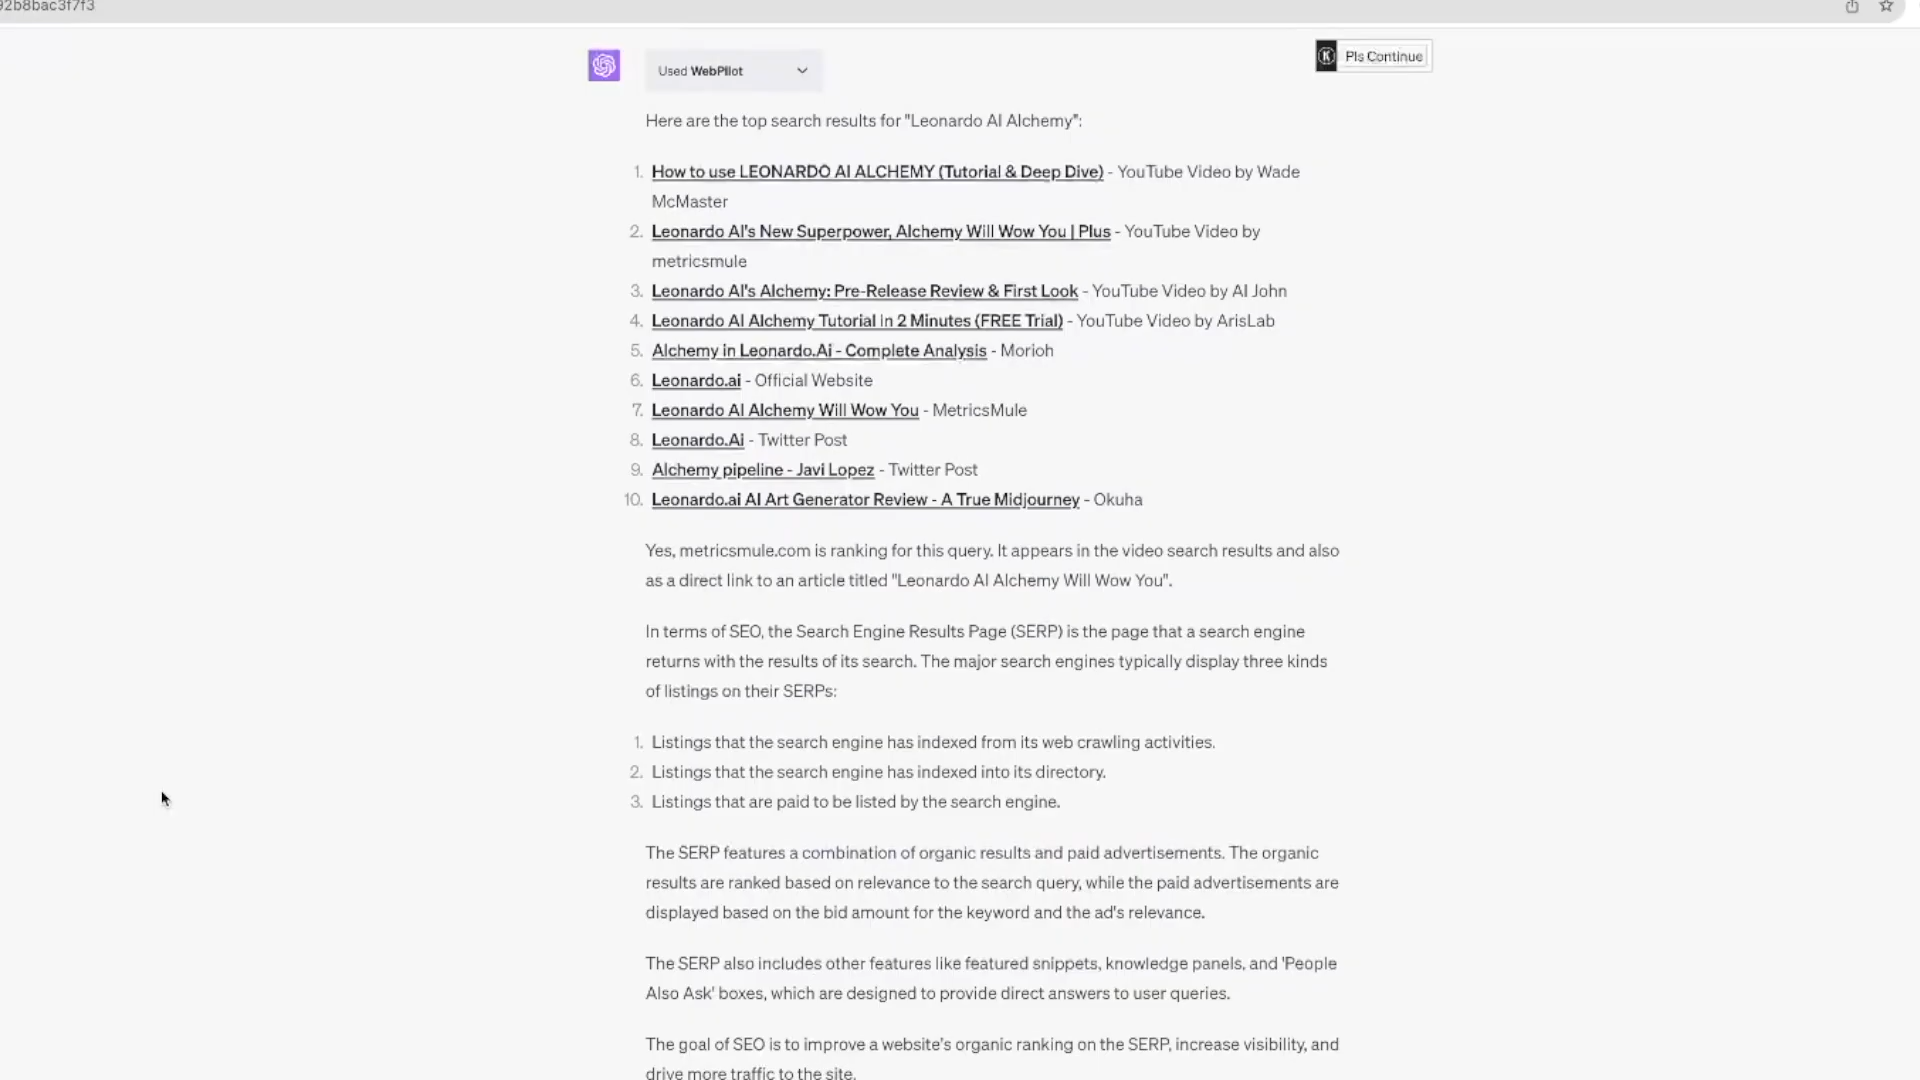 92b8bac3f7f3
Used WebPilot
Pls Continue
Here are the top search results for "Leonardo AI Alchemy":
1. How to use LEONARDO AI ALCHEMY (Tutorial & Deep Dive) - YouTube Video by Wade
McMaster
2. Leonardo AI's New Superpower, Alchemy Will Wow You | Plus - YouTube Video by
metricsmule
3. Leonardo AI's Alchemy: Pre-Release Review & First Look - YouTube Video by AI John
4. Leonardo AI Alchemy Tutorial In 2 Minutes (FREE Trial) - YouTube Video by ArisLab
5. Alchemy in Leonardo.Ai - Complete Analysis - Morioh
6. Leonardo.ai - Official Website
7. Leonardo AI Alchemy Will Wow You - MetricsMule
8. Leonardo.Ai - Twitter Post
9. Alchemy pipeline - Javi Lopez - Twitter Post
10. Leonardo.ai AI Art Generator Review - A True Midjourney - Okuha
Yes, metricsmule.com is ranking for this query. It appears in the video search results and also
as a direct link to an article titled "Leonardo AI Alchemy Will Wow You".
In terms of SEO, the Search Engine Results Page (SERP) is the page that a search engine
returns with the results of its search. The major search engines typically display three kinds
of listings on their SERPs:
1. Listings that the search engine has indexed from its web crawling activities.
2. Listings that the search engine has indexed into its directory.
3. Listings that are paid to be listed by the search engine.
The SERP features a combination of organic results and paid advertisements. The organic
results are ranked based on relevance to the search query, while the paid advertisements are
displayed based on the bid amount for the keyword and the ad's relevance.
The SERP also includes other features like featured snippets, knowledge panels, and 'People
Also Ask' boxes, which are designed to provide direct answers to user queries.
The goal of SEO is to improve a website's organic ranking on the SERP, increase visibility, and
drive more traffic to the site.